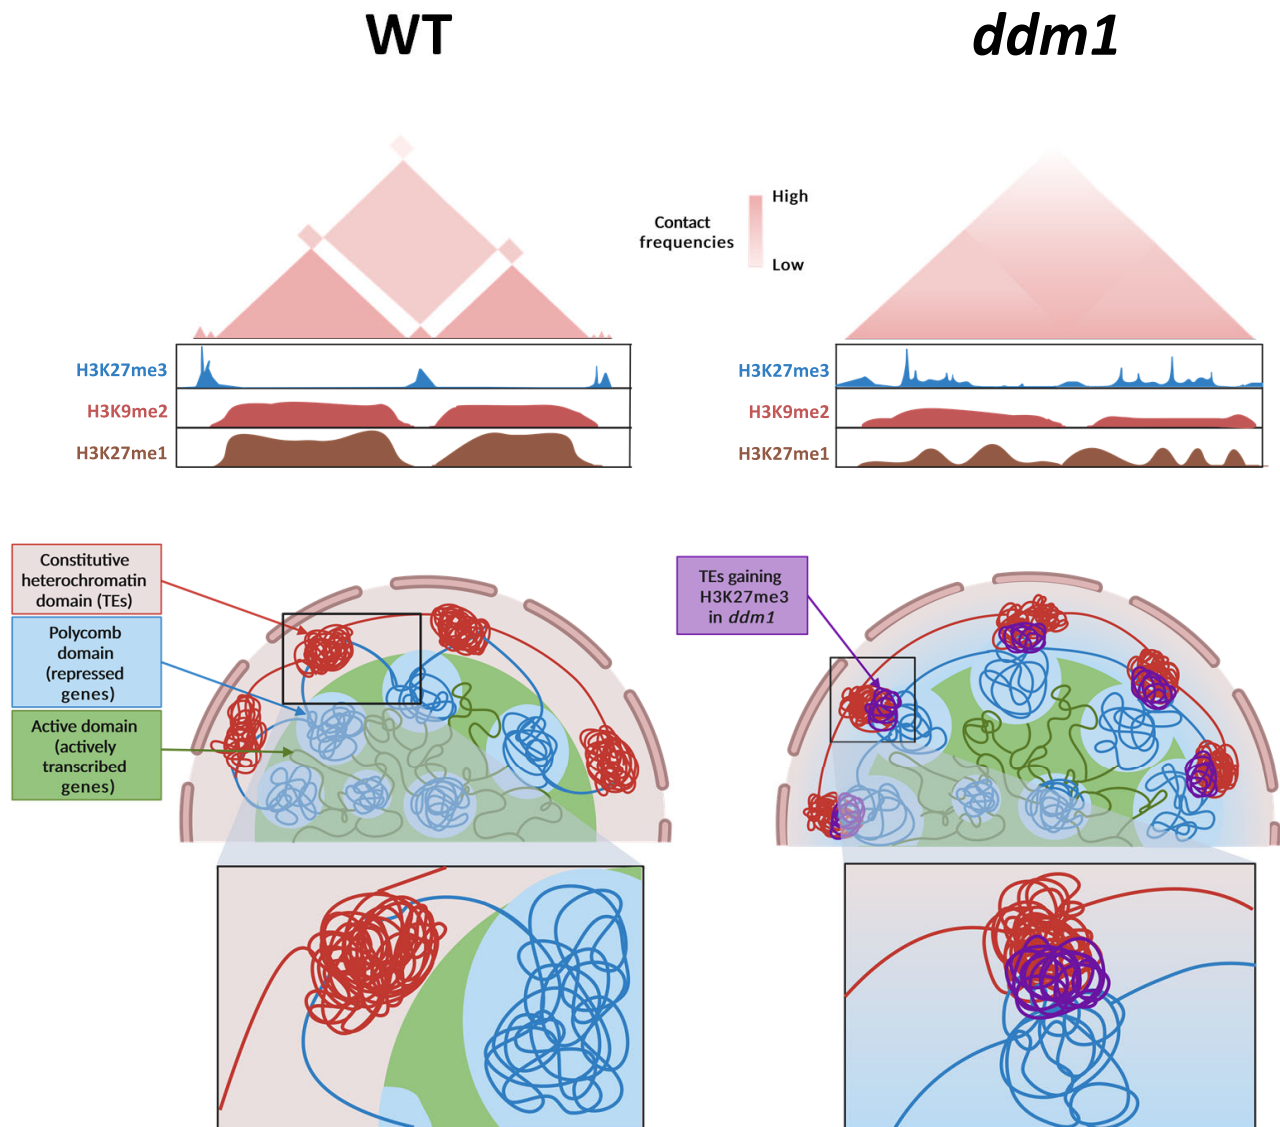 WT
ddm1
High
Contact
frequencies
Low
H3K27me3
H3K9me2
H3K27me1
H3K27me3
H3K9me2
H3K27me1
Constitutive
heterochromatin
domain (TEs)
Polycomb
domain
(repressed
genes)
Active domain
(actively
transcribed
genes)
TEs gaining
H3K27me3
in ddm1